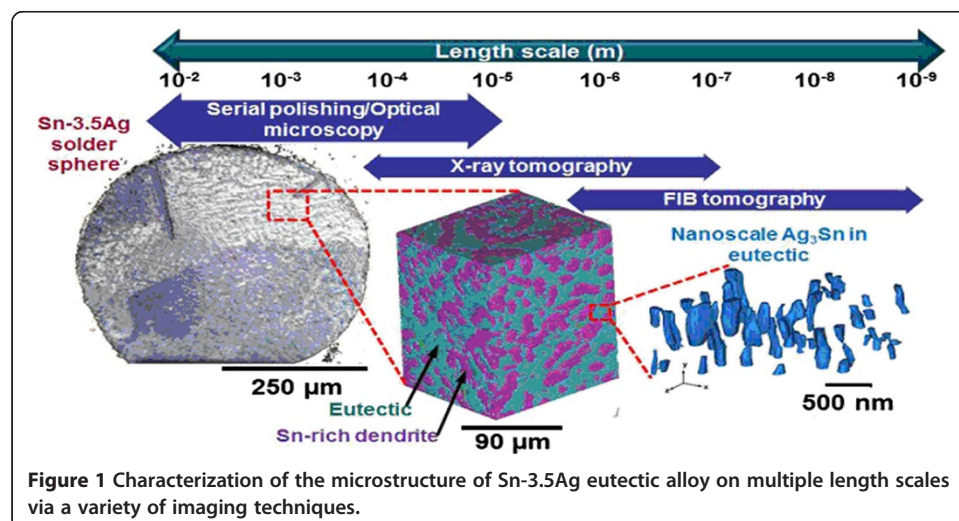 Length scale (m)
10-2 10-3 10-4 10-5 10-6 10-7 10-8 10-9
Serial polishing/Optical
microscopy
Sn-3.5Ag
solder
sphere
X-ray tomography
FIB tomography
Nanoscale Ag3Sn in
eutectic
250 µm
Eutectic
Sn-rich dendrite
90 µm
500 nm
Figure 1 Characterization of the microstructure of Sn-3.5Ag eutectic alloy on multiple length scales
via a variety of imaging techniques.